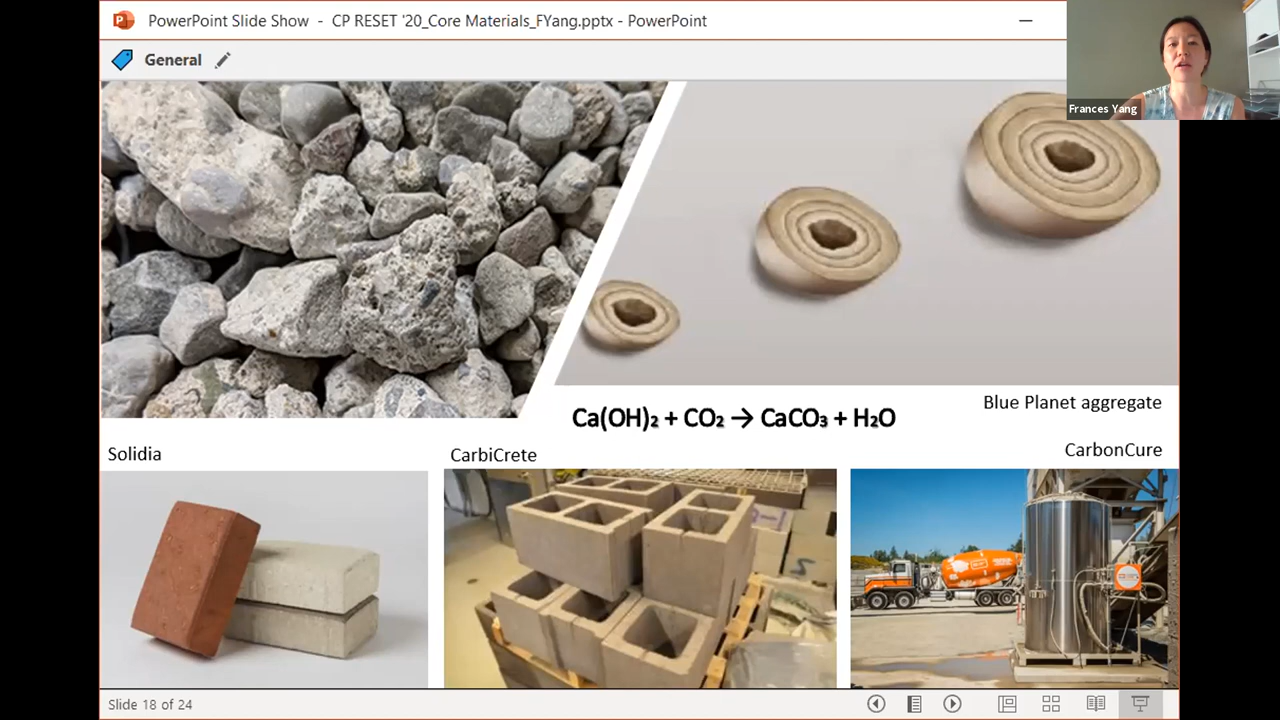 PowerPoint Slide Show - CP RESET '20_Core Materials_FYang.pptx - PowerPoint
General
Frances Yang
Blue Planet aggregate
Ca(OH)₂ + CO₂ → CaCO₃ + H₂O
Solidia
CarbiCrete
CarbonCure
Slide 18 of 24